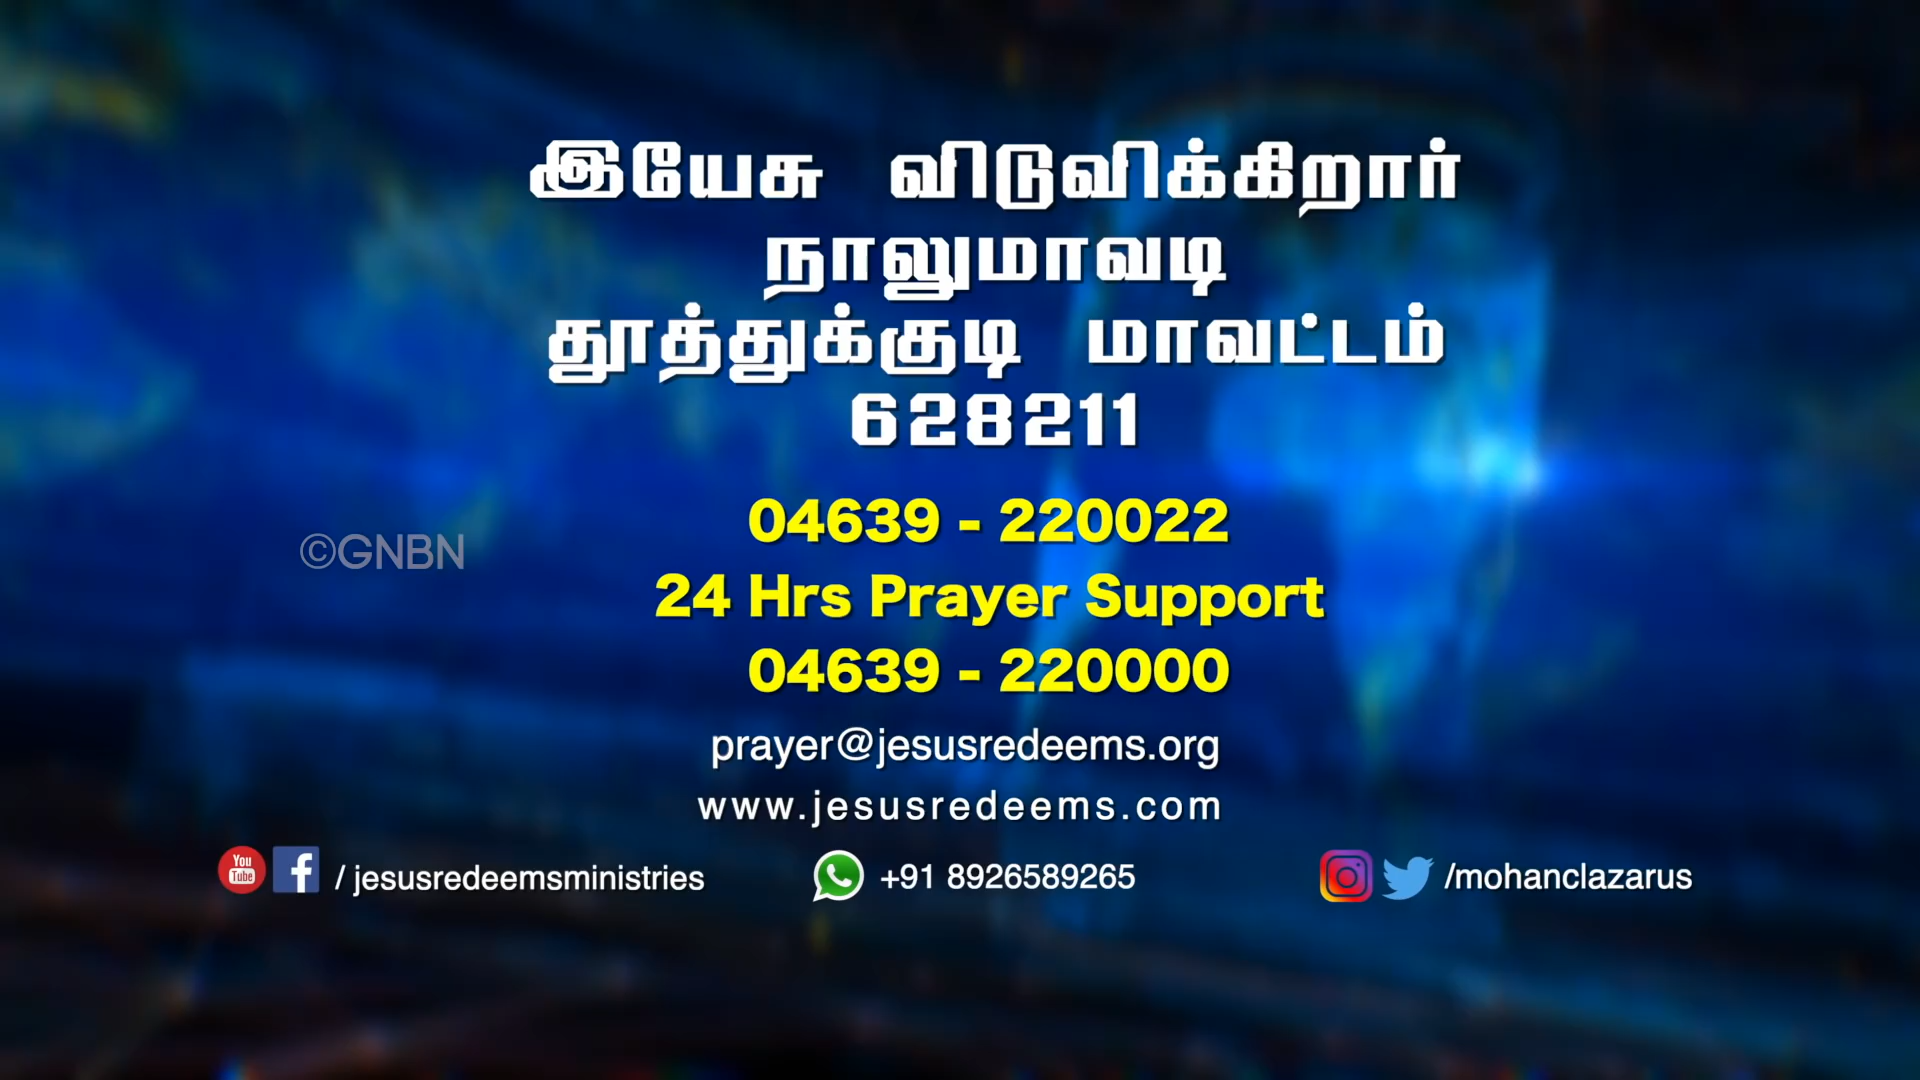 இயேசு விடுவிக்கிறார்
நாலுமாவடி
தூத்துக்குடி மாவட்டம்
628211
04639 - 220022
©GNBN
24 Hrs Prayer Support
04639 - 220000
prayer@jesusredeems.org
www.jesusredeems.com
You Tube f / jesusredeemsministries +91 8926589265 /mohanclazarus